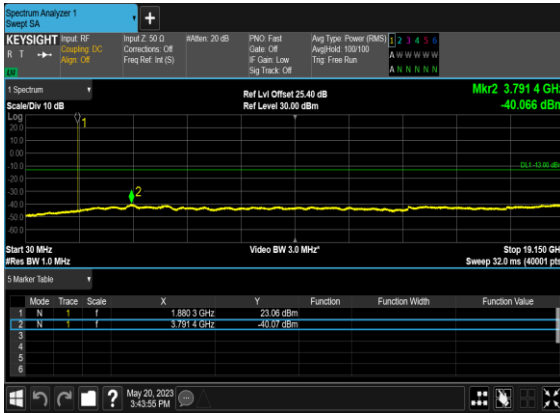 Spectrum Analyzer 1
Swept SA
+
KEYSIGHT
R T
Input: RF
Coupling: DC
Align: Off
Input Z: 50 Ω
Corrections: Off
Freq Ref: Int (S)
#Atten: 20 dB
PNO: Fast
Gate: Off
IF Gain: Low
Sig Track: Off
Avg Type: Power (RMS)
Avg|Hold: 100/100
Trig: Free Run
1 2 3 4 5 6
A W W W W W
A N N N N N
1 Spectrum
Scale/Div 10 dB
Ref Lvl Offset 25.40 dB
Ref Level 30.00 dBm
Mkr2 3.791 4 GHz
-40.066 dBm
Log
20.0
10.0
0.00
-10.0
-20.0
-30.0
-40.0
-50.0
-60.0
1
2
DL1 -13.00 dBm
Start 30 MHz
#Res BW 1.0 MHz
Video BW 3.0 MHz*
Stop 19.150 GHz
Sweep 32.0 ms (40001 pts)
5 Marker Table
Mode Trace Scale X Y Function Function Width Function Value
1 N 1 f 1.880 3 GHz 23.06 dBm
2 N 1 f 3.791 4 GHz -40.07 dBm
3
4
5
6
?
May 20, 2023
3:43:55 PM